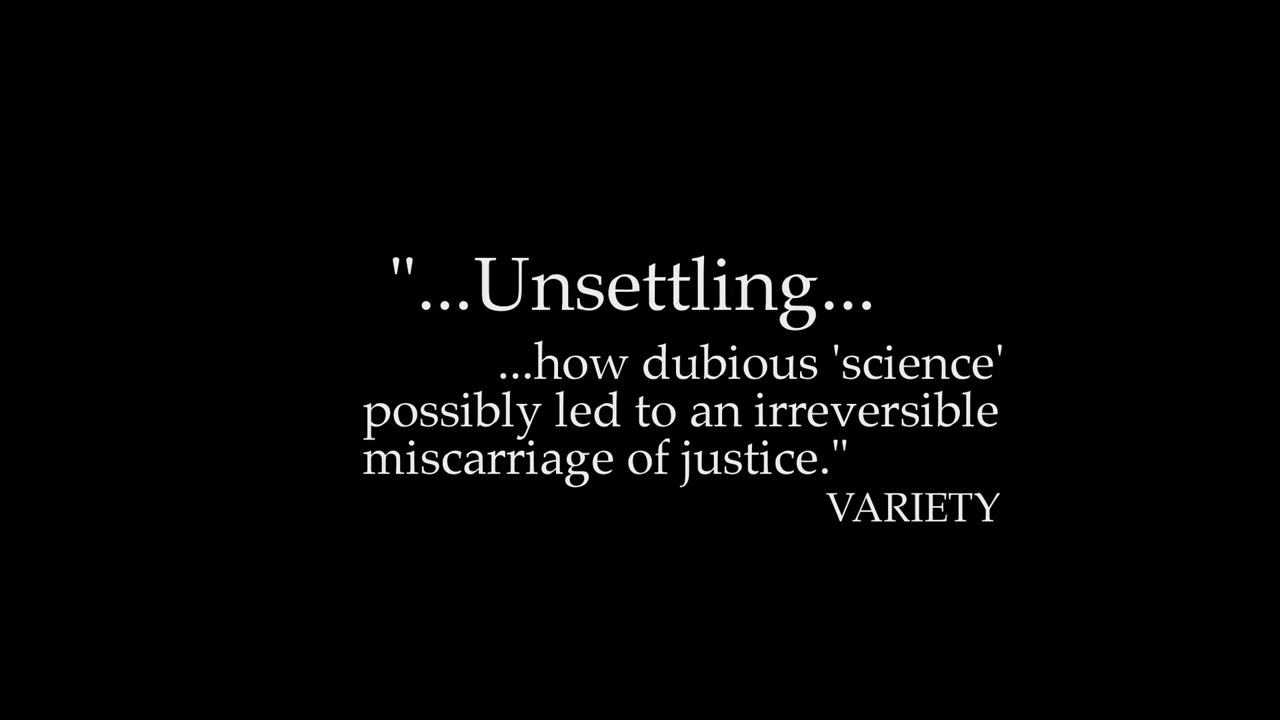 "...Unsettling...
...how dubious 'science'
possibly led to an irreversible
miscarriage of justice."
VARIETY